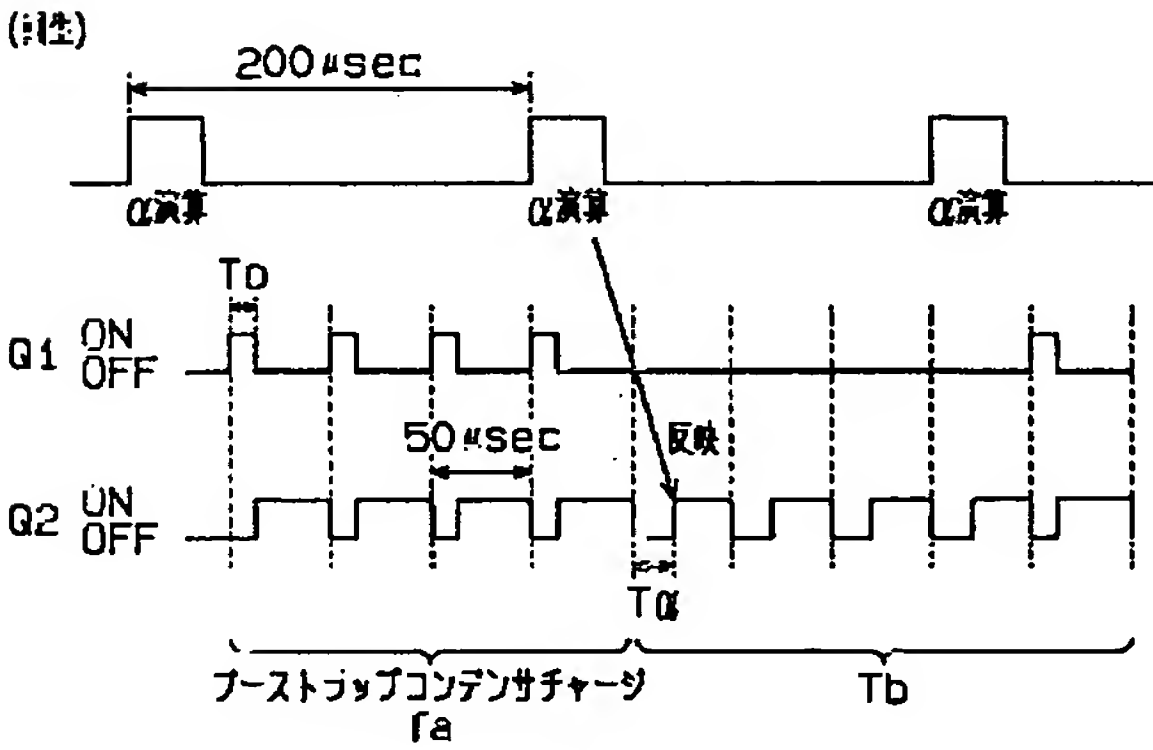 (回生)
200μsec
α演算 α演算 α演算
To
Q1 ON
OFF
50μsec 反映
Q2 ON
OFF
Tα
ブーストラップコンデンサチャージ
Ta
Tb